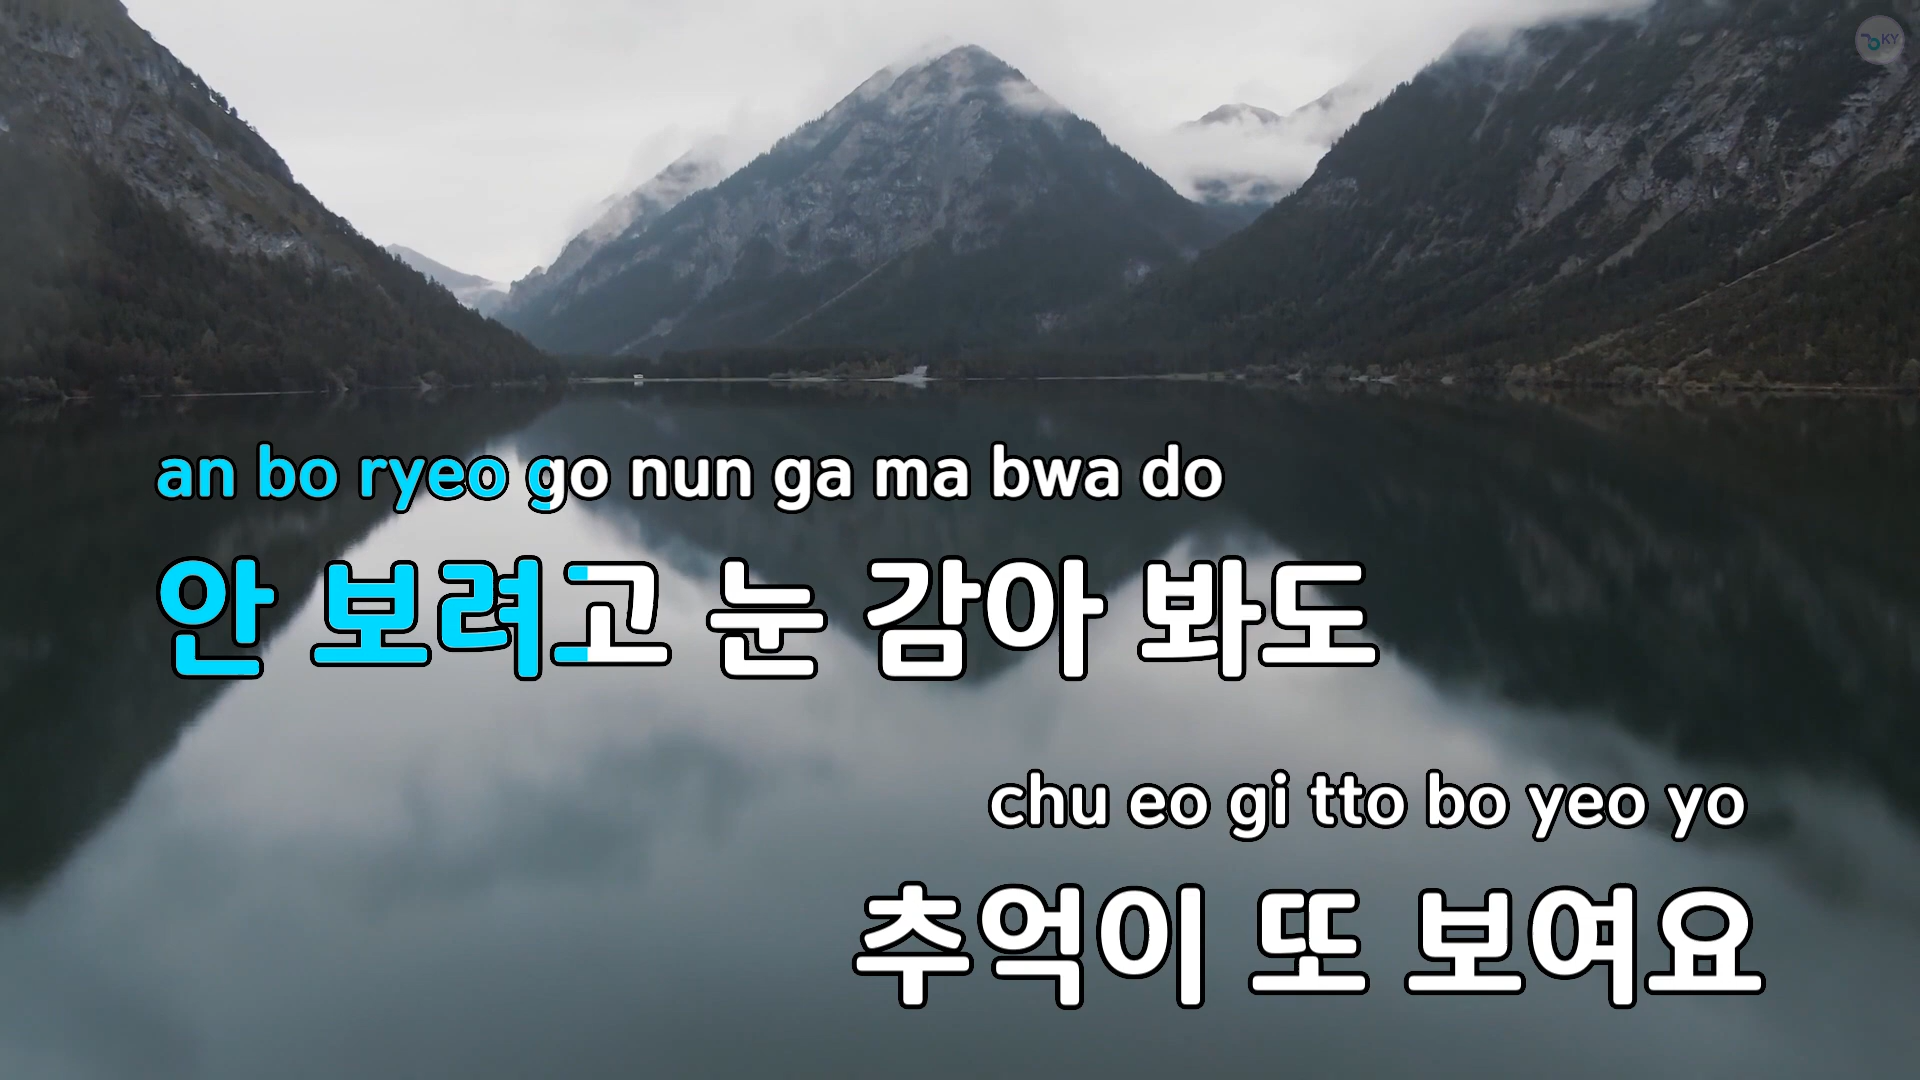 KY
an bo ryeo go nun ga ma bwa do
안 보려고 눈 감아 봐도
chu eo gi tto bo yeo yo
추억이 또 보여요